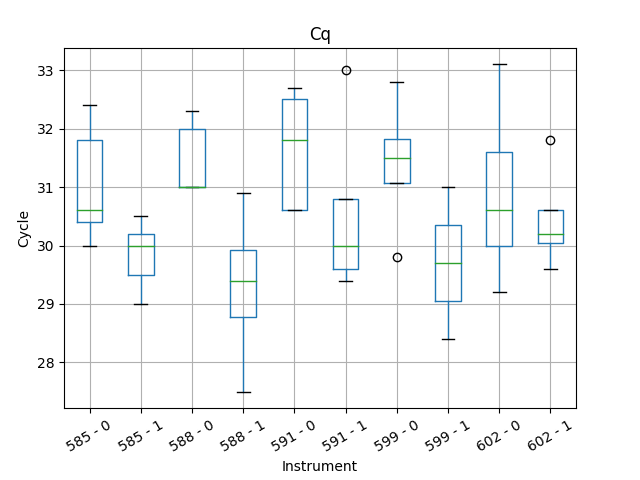 Cq
33
32
31
30
29
28
Cycle
585 - 0
585 - 1
588 - 0
588 - 1
591 - 0
591 - 1
599 - 0
599 - 1
602 - 0
602 - 1
Instrument